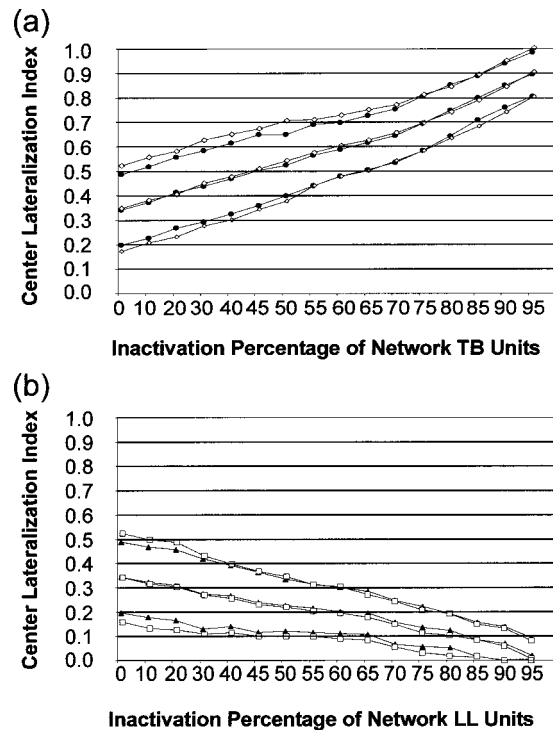 (a)
Center Lateralization Index
1.0
0.9
0.8
0.7
0.6
0.5
0.4
0.3
0.2
0.1
0.0
0 10 20 30 40 45 50 55 60 65 70 75 80 85 90 95
Inactivation Percentage of Network TB Units
(b)
Center Lateralization Index
1.0
0.9
0.8
0.7
0.6
0.5
0.4
0.3
0.2
0.1
0.0
0 10 20 30 40 45 50 55 60 65 70 75 80 85 90 95
Inactivation Percentage of Network LL Units